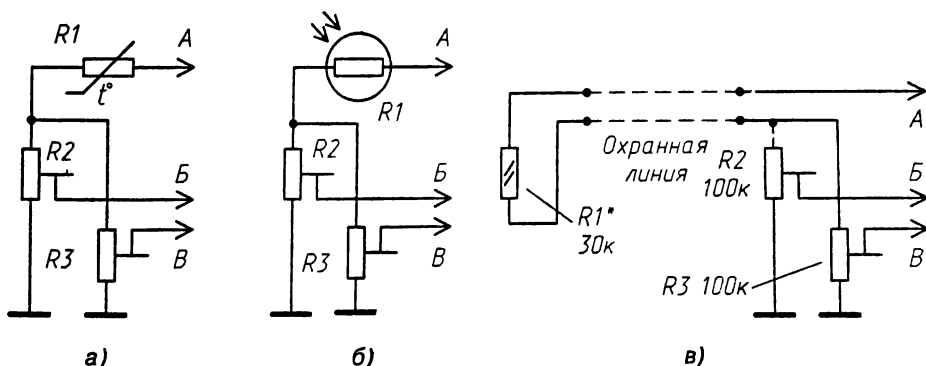 R1
А
t°
R2
Б
R3
В
а)
А
R1
R2
Б
R3
В
б)
А
Охранная
линия
R1*
30к
R2
100к
Б
R3 100к
В
в)